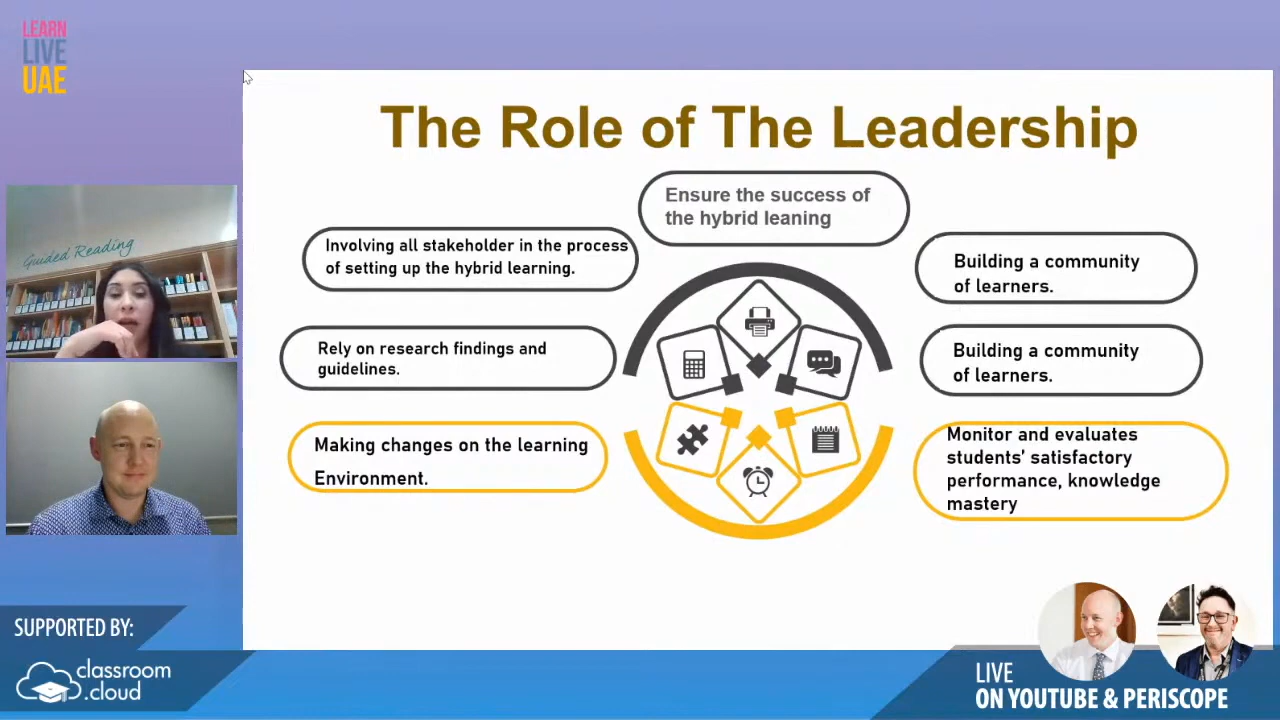 LEARN
LIVE
UAE
The Role of The Leadership
Ensure the success of
the hybrid leaning
Involving all stakeholder in the process
of setting up the hybrid learning.
Rely on research findings and
guidelines.
Making changes on the learning
Environment.
Building a community
of learners.
Building a community
of learners.
Monitor and evaluates
students’ satisfactory
performance, knowledge
mastery
Guided Reading
SUPPORTED BY:
classroom
.cloud
LIVE
ON YOUTUBE & PERISCOPE